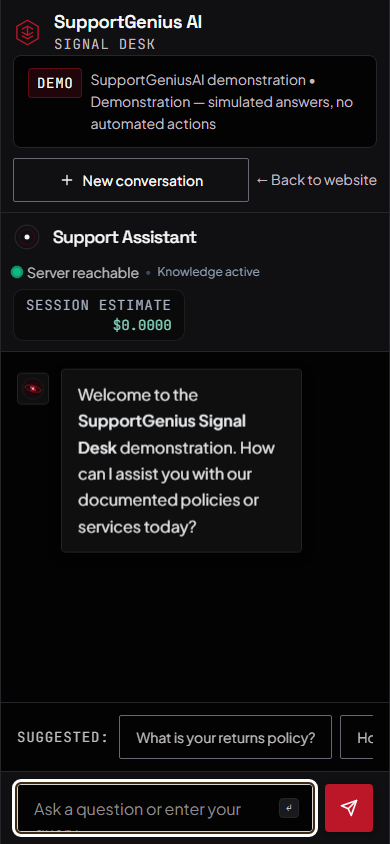 SupportGenius AI
SIGNAL DESK
DEMO
SupportGeniusAI demonstration •
Demonstration — simulated answers, no
automated actions
+ New conversation
← Back to website
Support Assistant
Server reachable • Knowledge active
SESSION ESTIMATE
$0.0000
Welcome to the
SupportGenius Signal
Desk demonstration. How
can I assist you with our
documented policies or
services today?
SUGGESTED:
What is your returns policy?
Ask a question or enter your